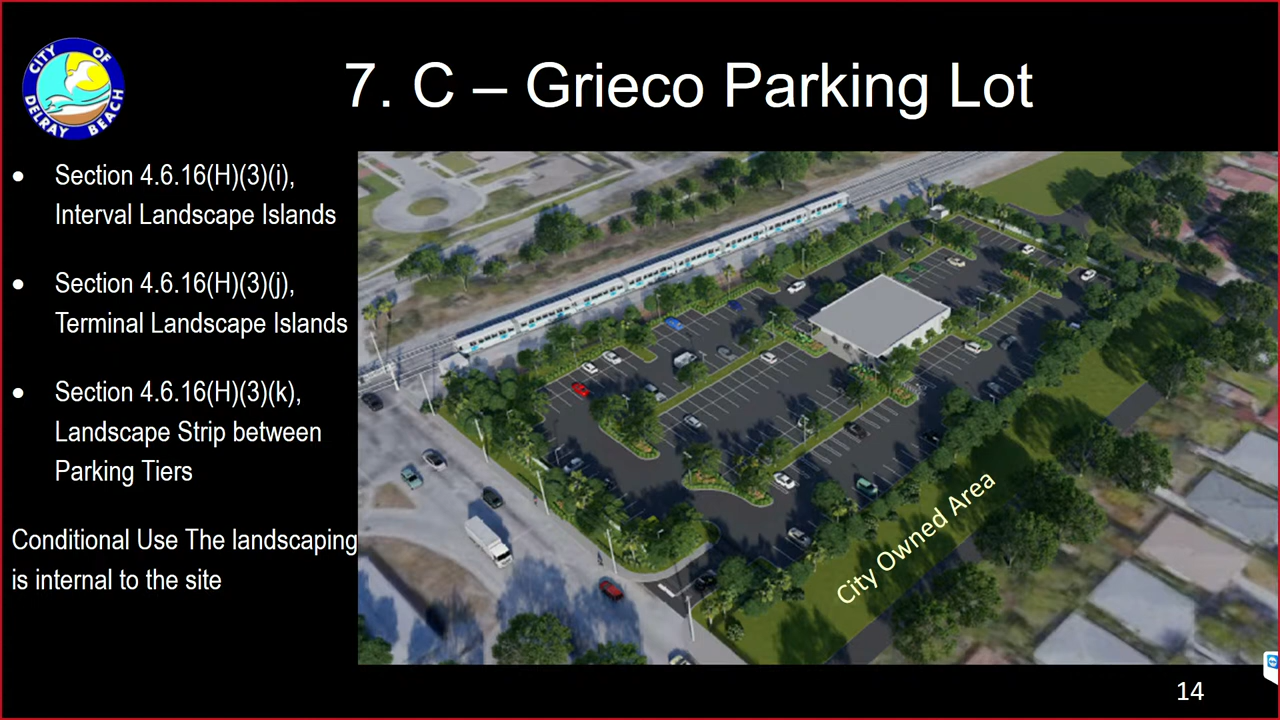 CITY OF
DELRAY BEACH
7. C – Grieco Parking Lot
• Section 4.6.16(H)(3)(i),
Interval Landscape Islands
• Section 4.6.16(H)(3)(j),
Terminal Landscape Islands
• Section 4.6.16(H)(3)(k),
Landscape Strip between
Parking Tiers
Conditional Use The landscaping
is internal to the site
City Owned Area
14